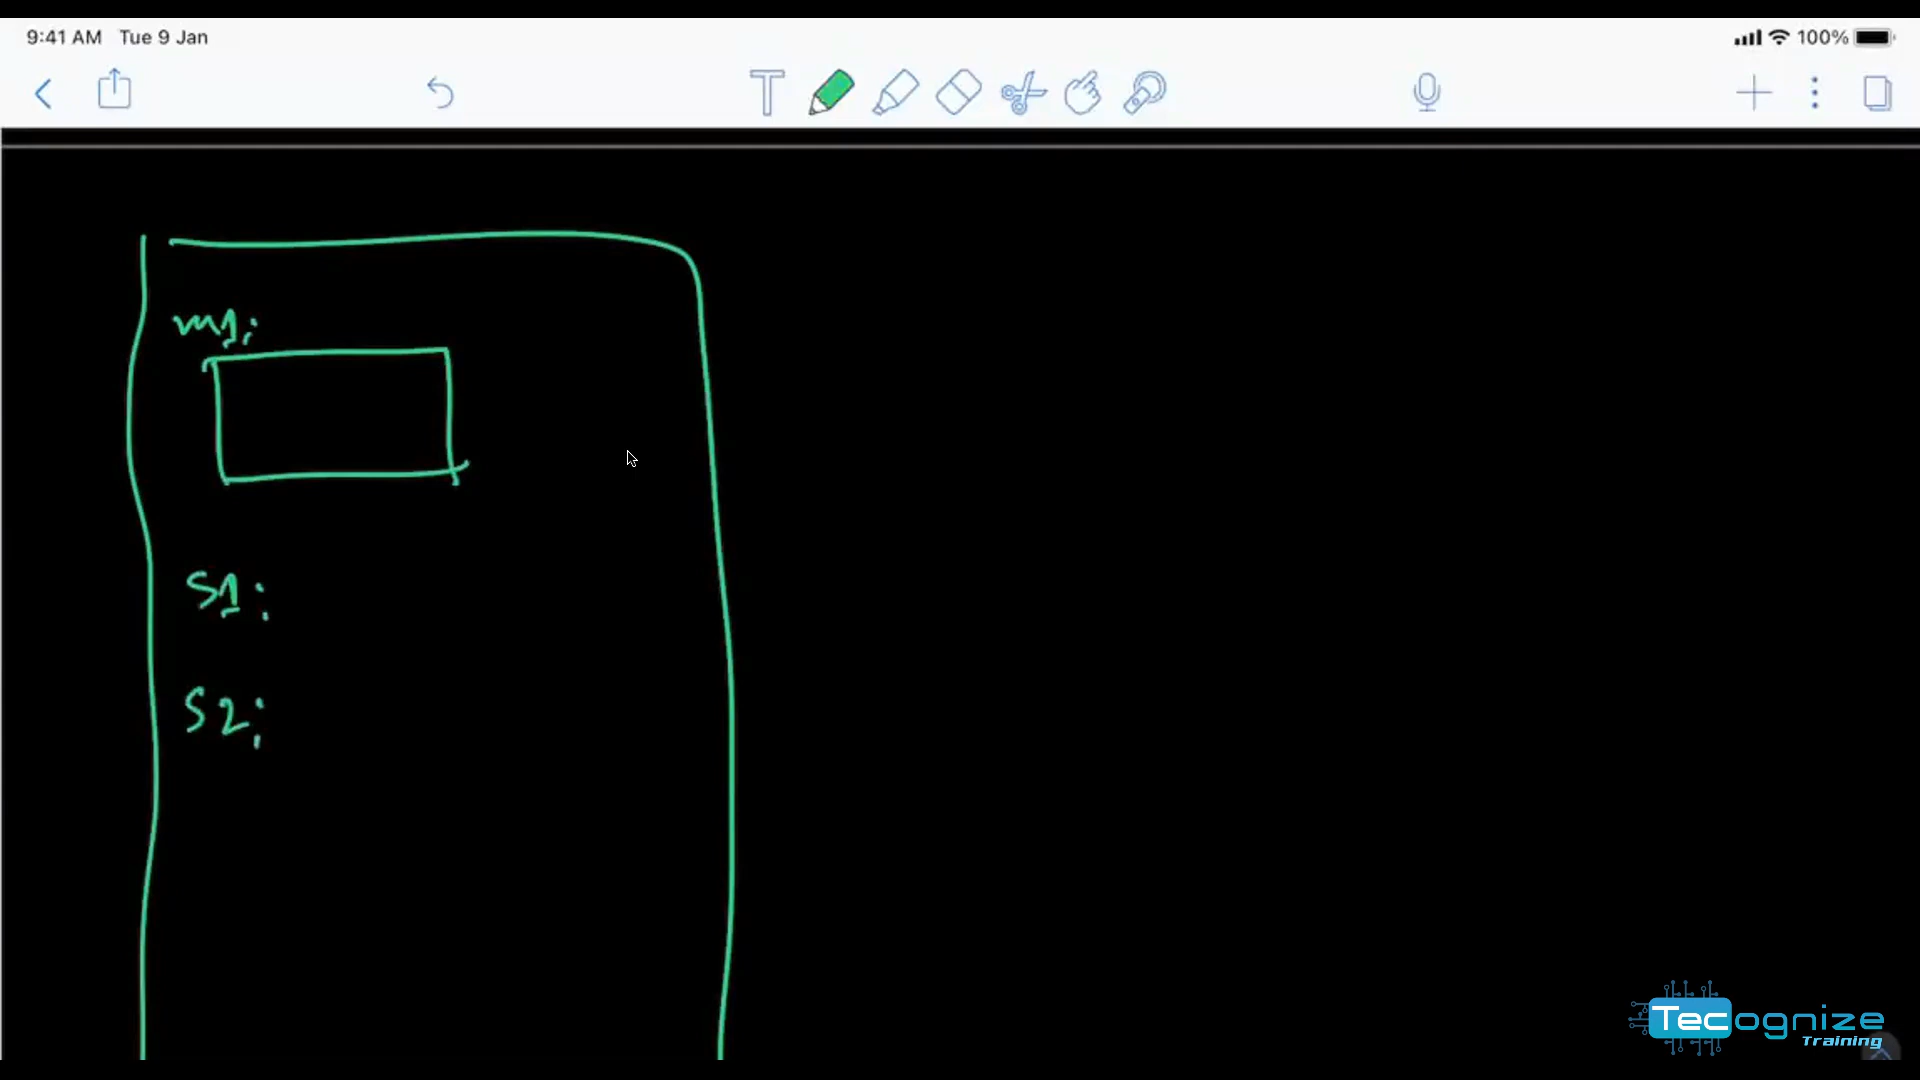 9:41 AM Tue 9 Jan 100%
T
m1:
S1:
S2:
Tecognize
Training